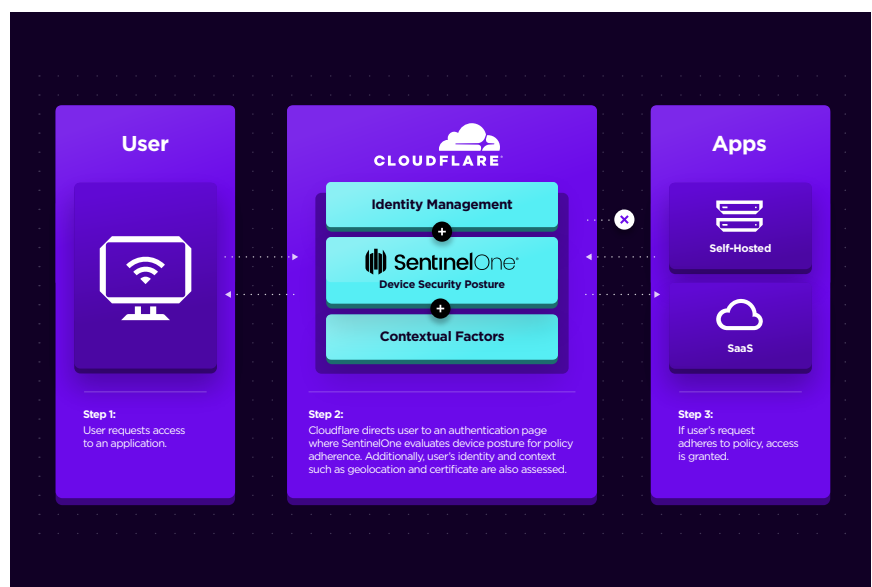 User
CLOUDFLARE
Identity Management
+
SentinelOne
Device Security Posture
+
Contextual Factors
Apps
Self-Hosted
SaaS
Step 1:
User requests access
to an application.
Step 2:
Cloudflare directs user to an authentication page
where SentinelOne evaluates device posture for policy
adherence. Additionally, user's identity and context
such as geolocation and certificate are also assessed.
Step 3:
If user's request
adheres to policy, access
is granted.